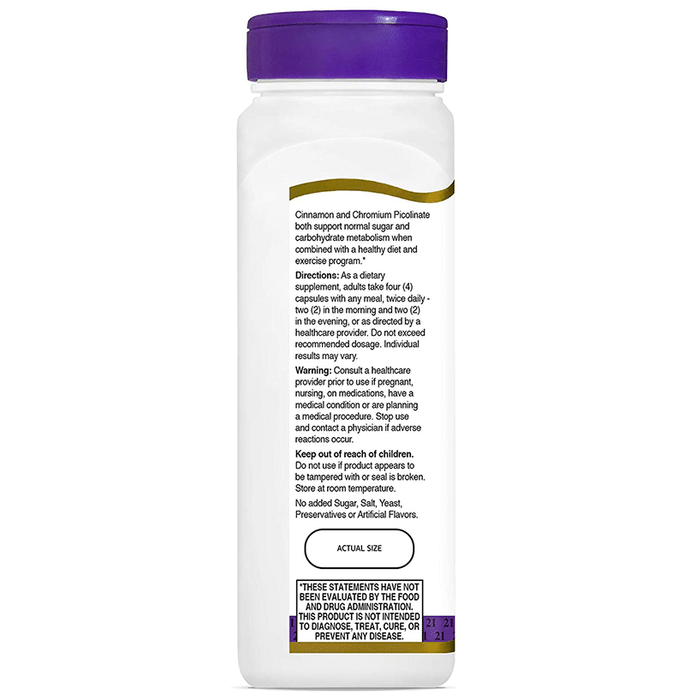 Cinnamon and Chromium Picolinate
both support normal sugar and
carbohydrate metabolism when
combined with a healthy diet and
exercise program.*
Directions: As a dietary
supplement, adults take four (4)
capsules with any meal, twice daily -
two (2) in the morning and two (2)
in the evening, or as directed by a
healthcare provider. Do not exceed
recommended dosage. Individual
results may vary.
Warning: Consult a healthcare
provider prior to use if pregnant,
nursing, on medications, have a
medical condition or are planning
a medical procedure. Stop use
and contact a physician if adverse
reactions occur.
Keep out of reach of children.
Do not use if product appears to
be tampered with or seal is broken.
Store at room temperature.
No added Sugar, Salt, Yeast,
Preservatives or Artificial Flavors.
ACTUAL SIZE
*THESE STATEMENTS HAVE NOT
BEEN EVALUATED BY THE FOOD
AND DRUG ADMINISTRATION.
THIS PRODUCT IS NOT INTENDED
TO DIAGNOSE, TREAT, CURE, OR
PREVENT ANY DISEASE.
21 21
21